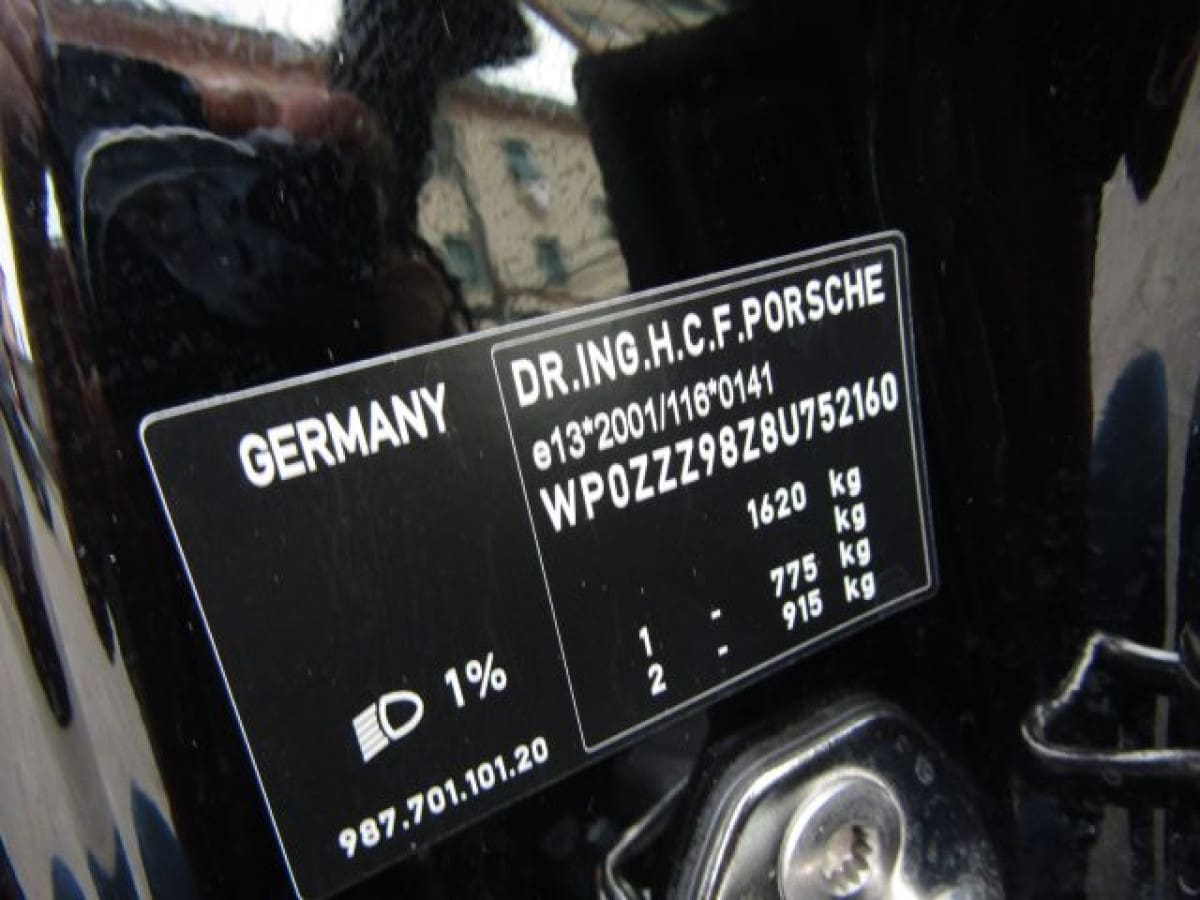 GERMANY
1%
987.701.101.20
DR.ING.H.C.F.PORSCHE
e13*2001/116*0141
WP0ZZZ98Z8U752160
1620 kg
kg
1 - 775 kg
2 - 915 kg